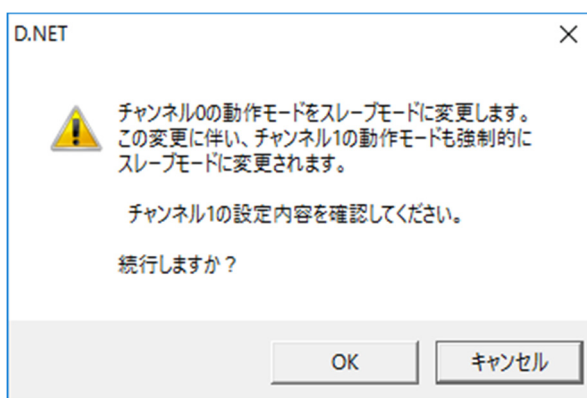 D.NET
チャンネル0の動作モードをスレーブモードに変更します。
この変更に伴い、チャンネル1の動作モードも強制的に
スレーブモードに変更されます。
チャンネル1の設定内容を確認してください。
続行しますか？
OK
キャンセル